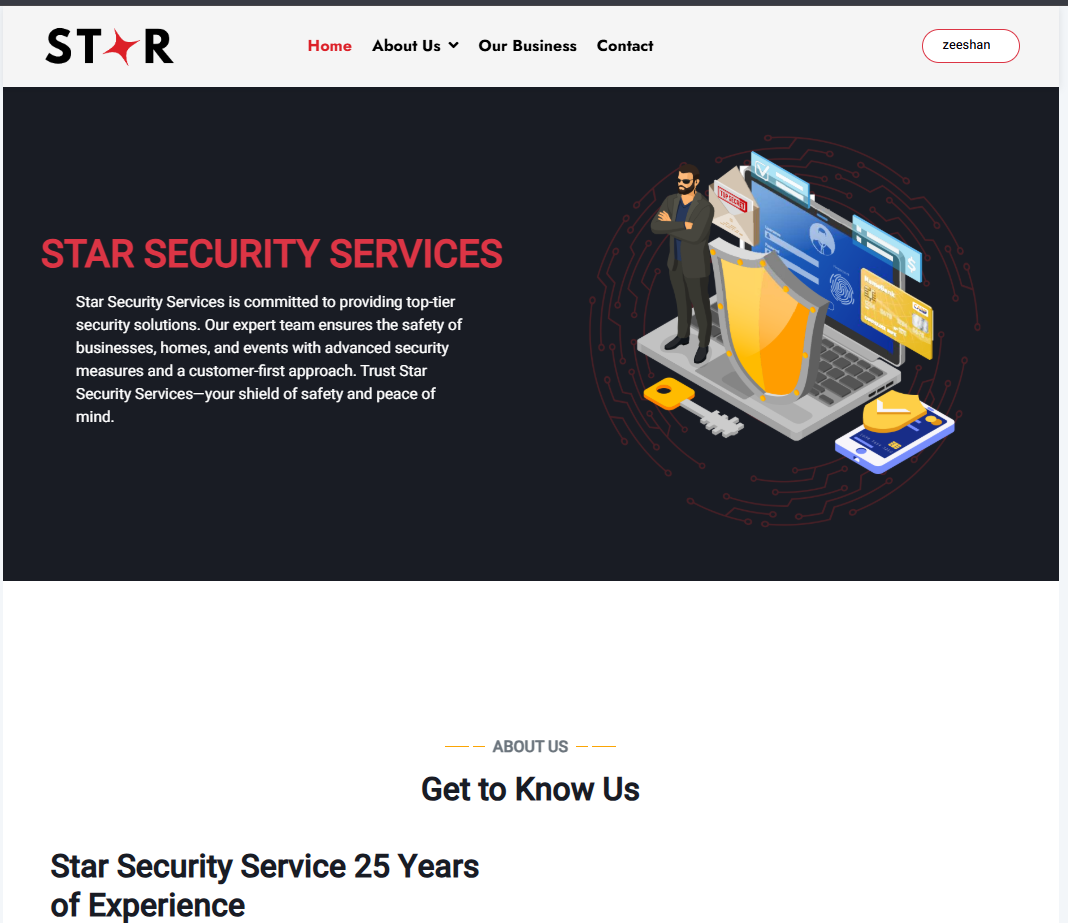 STAR
Home
About Us
Our Business
Contact
zeeshan
TOP SECRET
STAR SECURITY SERVICES
Star Security Services is committed to providing top-tier
security solutions. Our expert team ensures the safety of
businesses, homes, and events with advanced security
measures and a customer-first approach. Trust Star
Security Services—your shield of safety and peace of
mind.
ABOUT US
Get to Know Us
Star Security Service 25 Years
of Experience